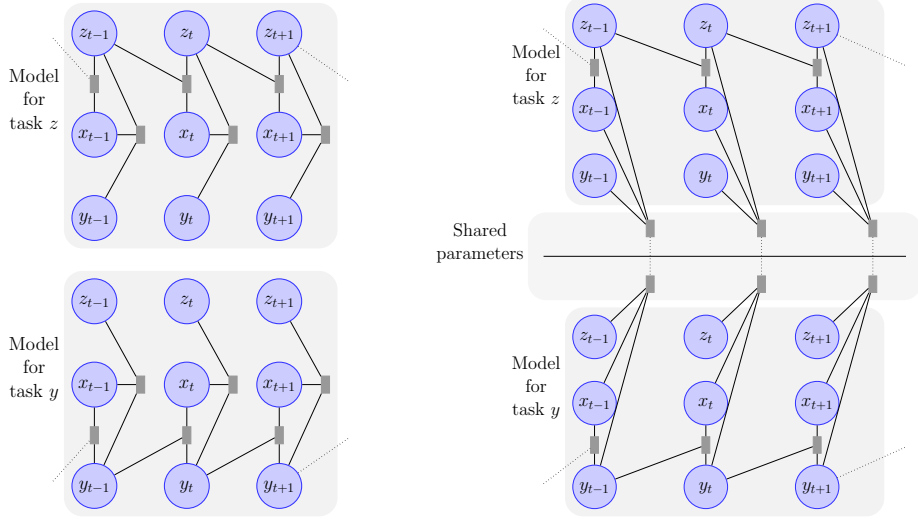 z_{t-1} z_t z_{t+1}
Model
for
task z
x_{t-1} x_t x_{t+1}
y_{t-1} y_t y_{t+1}
z_{t-1} z_t z_{t+1}
Model
for
task y
x_{t-1} x_t x_{t+1}
y_{t-1} y_t y_{t+1}
z_{t-1} z_t z_{t+1}
Model
for
task z
x_{t-1} x_t x_{t+1}
y_{t-1} y_t y_{t+1}
Shared
parameters
z_{t-1} z_t z_{t+1}
Model
for
task y
x_{t-1} x_t x_{t+1}
y_{t-1} y_t y_{t+1}